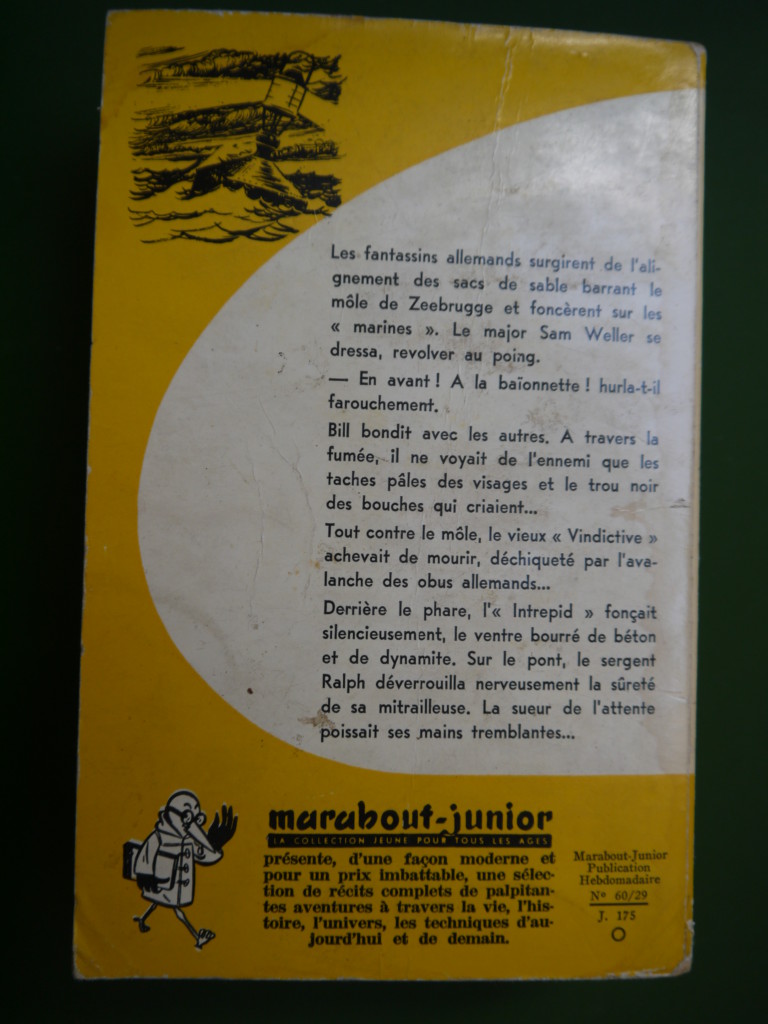 Les fantassins allemands surgirent de l'ali-
gnement des sacs de sable barrant le
môle de Zeebrugge et foncèrent sur les
« marines ». Le major Sam Weller se
dressa, revolver au poing.
— En avant ! A la baïonnette ! hurla-t-il
farouchement.
Bill bondit avec les autres. A travers la
fumée, il ne voyait de l'ennemi que les
taches pâles des visages et le trou noir
des bouches qui criaient...
Tout contre le môle, le vieux « Vindictive »
achevait de mourir, déchiqueté par l'ava-
lanche des obus allemands...
Derrière le phare, l'« Intrepid » fonçait
silencieusement, le ventre bourré de béton
et de dynamite. Sur le pont, le sergent
Ralph déverrouilla nerveusement la sûreté
de sa mitrailleuse. La sueur de l'attente
poissait ses mains tremblantes...
marabout-junior
LA COLLECTION JEUNE POUR TOUS LES AGES
présente, d'une façon moderne et
pour un prix imbattable, une sélec-
tion de récits complets de palpitan-
tes aventures à travers la vie, l'his-
toire, l'univers, les techniques d'au-
jourd'hui et de demain.
Marabout-Junior
Publication
Hebdomadaire
Nº 60/29
J. 175